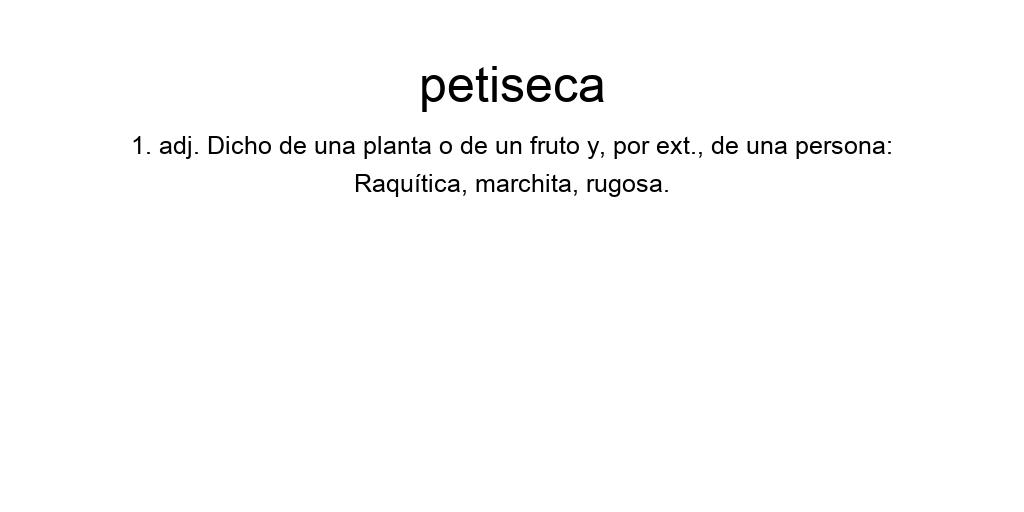 petiseca
1. adj. Dicho de una planta o de un fruto y, por ext., de una persona:
Raquítica, marchita, rugosa.